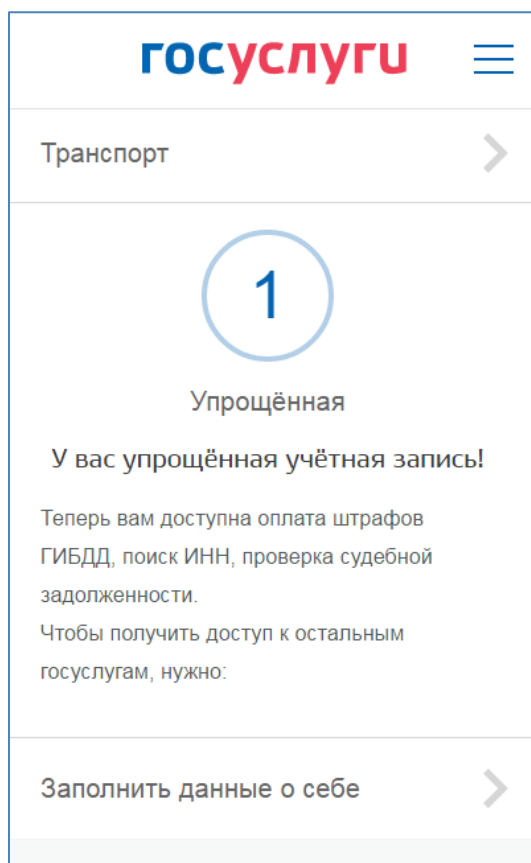 госуслуги
Транспорт
1
Упрощённая
У вас упрощённая учётная запись!
Теперь вам доступна оплата штрафов
ГИБДД, поиск ИНН, проверка судебной
задолженности.
Чтобы получить доступ к остальным
госуслугам, нужно:
Заполнить данные о себе